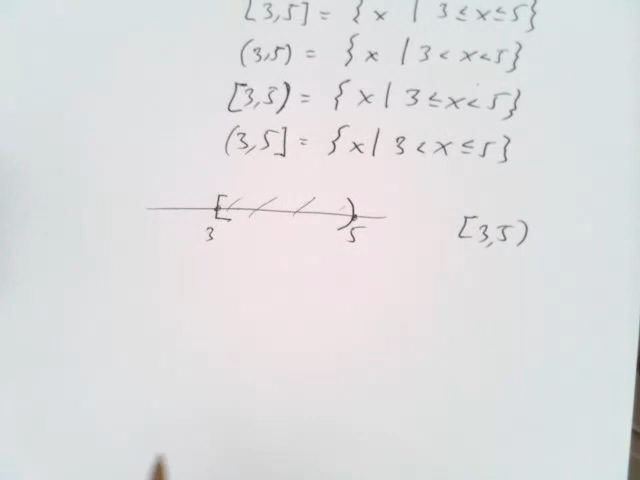 [3,5] = { x | 3 ≤ x ≤ 5}
(3,5) = { x | 3 < x < 5}
[3,5) = { x | 3 ≤ x < 5}
(3,5] = { x | 3 < x ≤ 5}
[ )
3 5 [3,5)